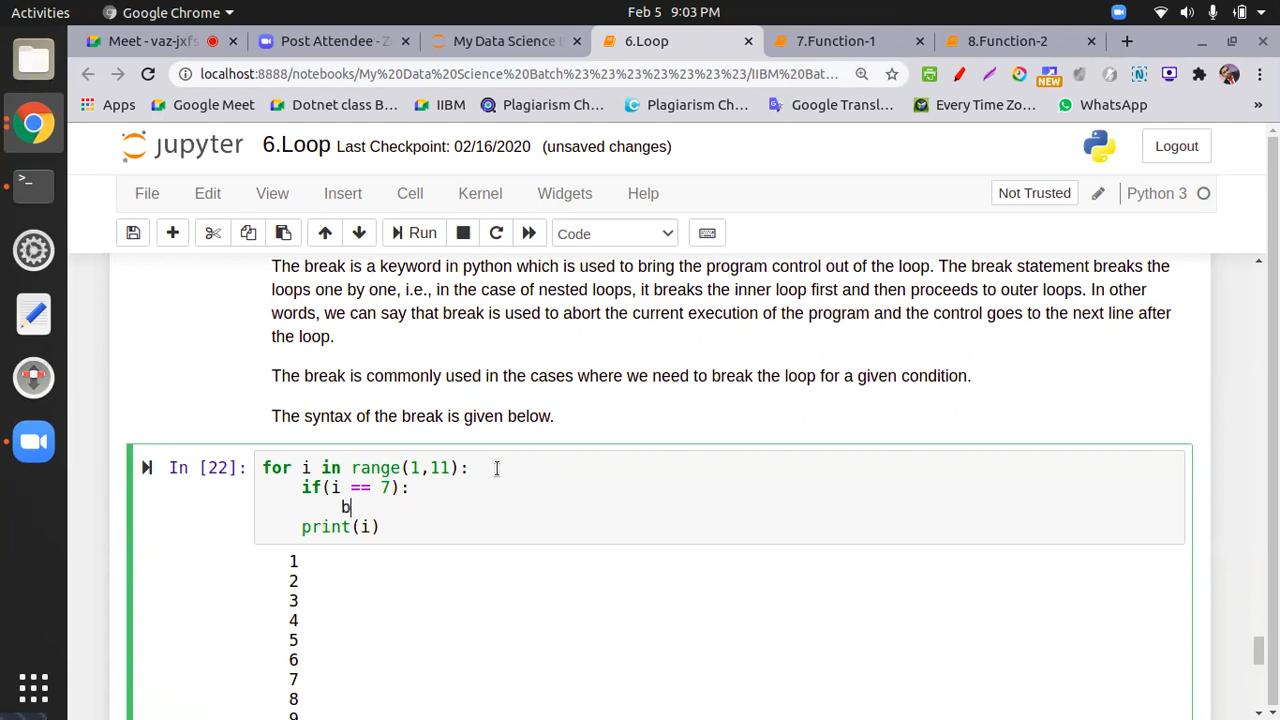 Activities
Google Chrome
Feb 5 9:03 PM
Meet - vaz-jxfs
Post Attendee - Z
My Data Science B
6.Loop
7.Function-1
8.Function-2
localhost:8888/notebooks/My%20Data%20Science%20Batch%23%23%23%23%23%23%23/IIBM%20Bat...
NEW
Apps
Google Meet
Dotnet class B...
IIBM
Plagiarism Ch...
Plagiarism Ch...
Google Transl...
Every Time Zo...
WhatsApp
»
jupyter
6.Loop Last Checkpoint: 02/16/2020 (unsaved changes)
Logout
File Edit View Insert Cell Kernel Widgets Help
Not Trusted
Python 3
Run
Code
The break is a keyword in python which is used to bring the program control out of the loop. The break statement breaks the
loops one by one, i.e., in the case of nested loops, it breaks the inner loop first and then proceeds to outer loops. In other
words, we can say that break is used to abort the current execution of the program and the control goes to the next line after
the loop.
The break is commonly used in the cases where we need to break the loop for a given condition.
The syntax of the break is given below.
In [22]:
for i in range(1,11):
if(i == 7):
b
print(i)
1
2
3
4
5
6
7
8
9